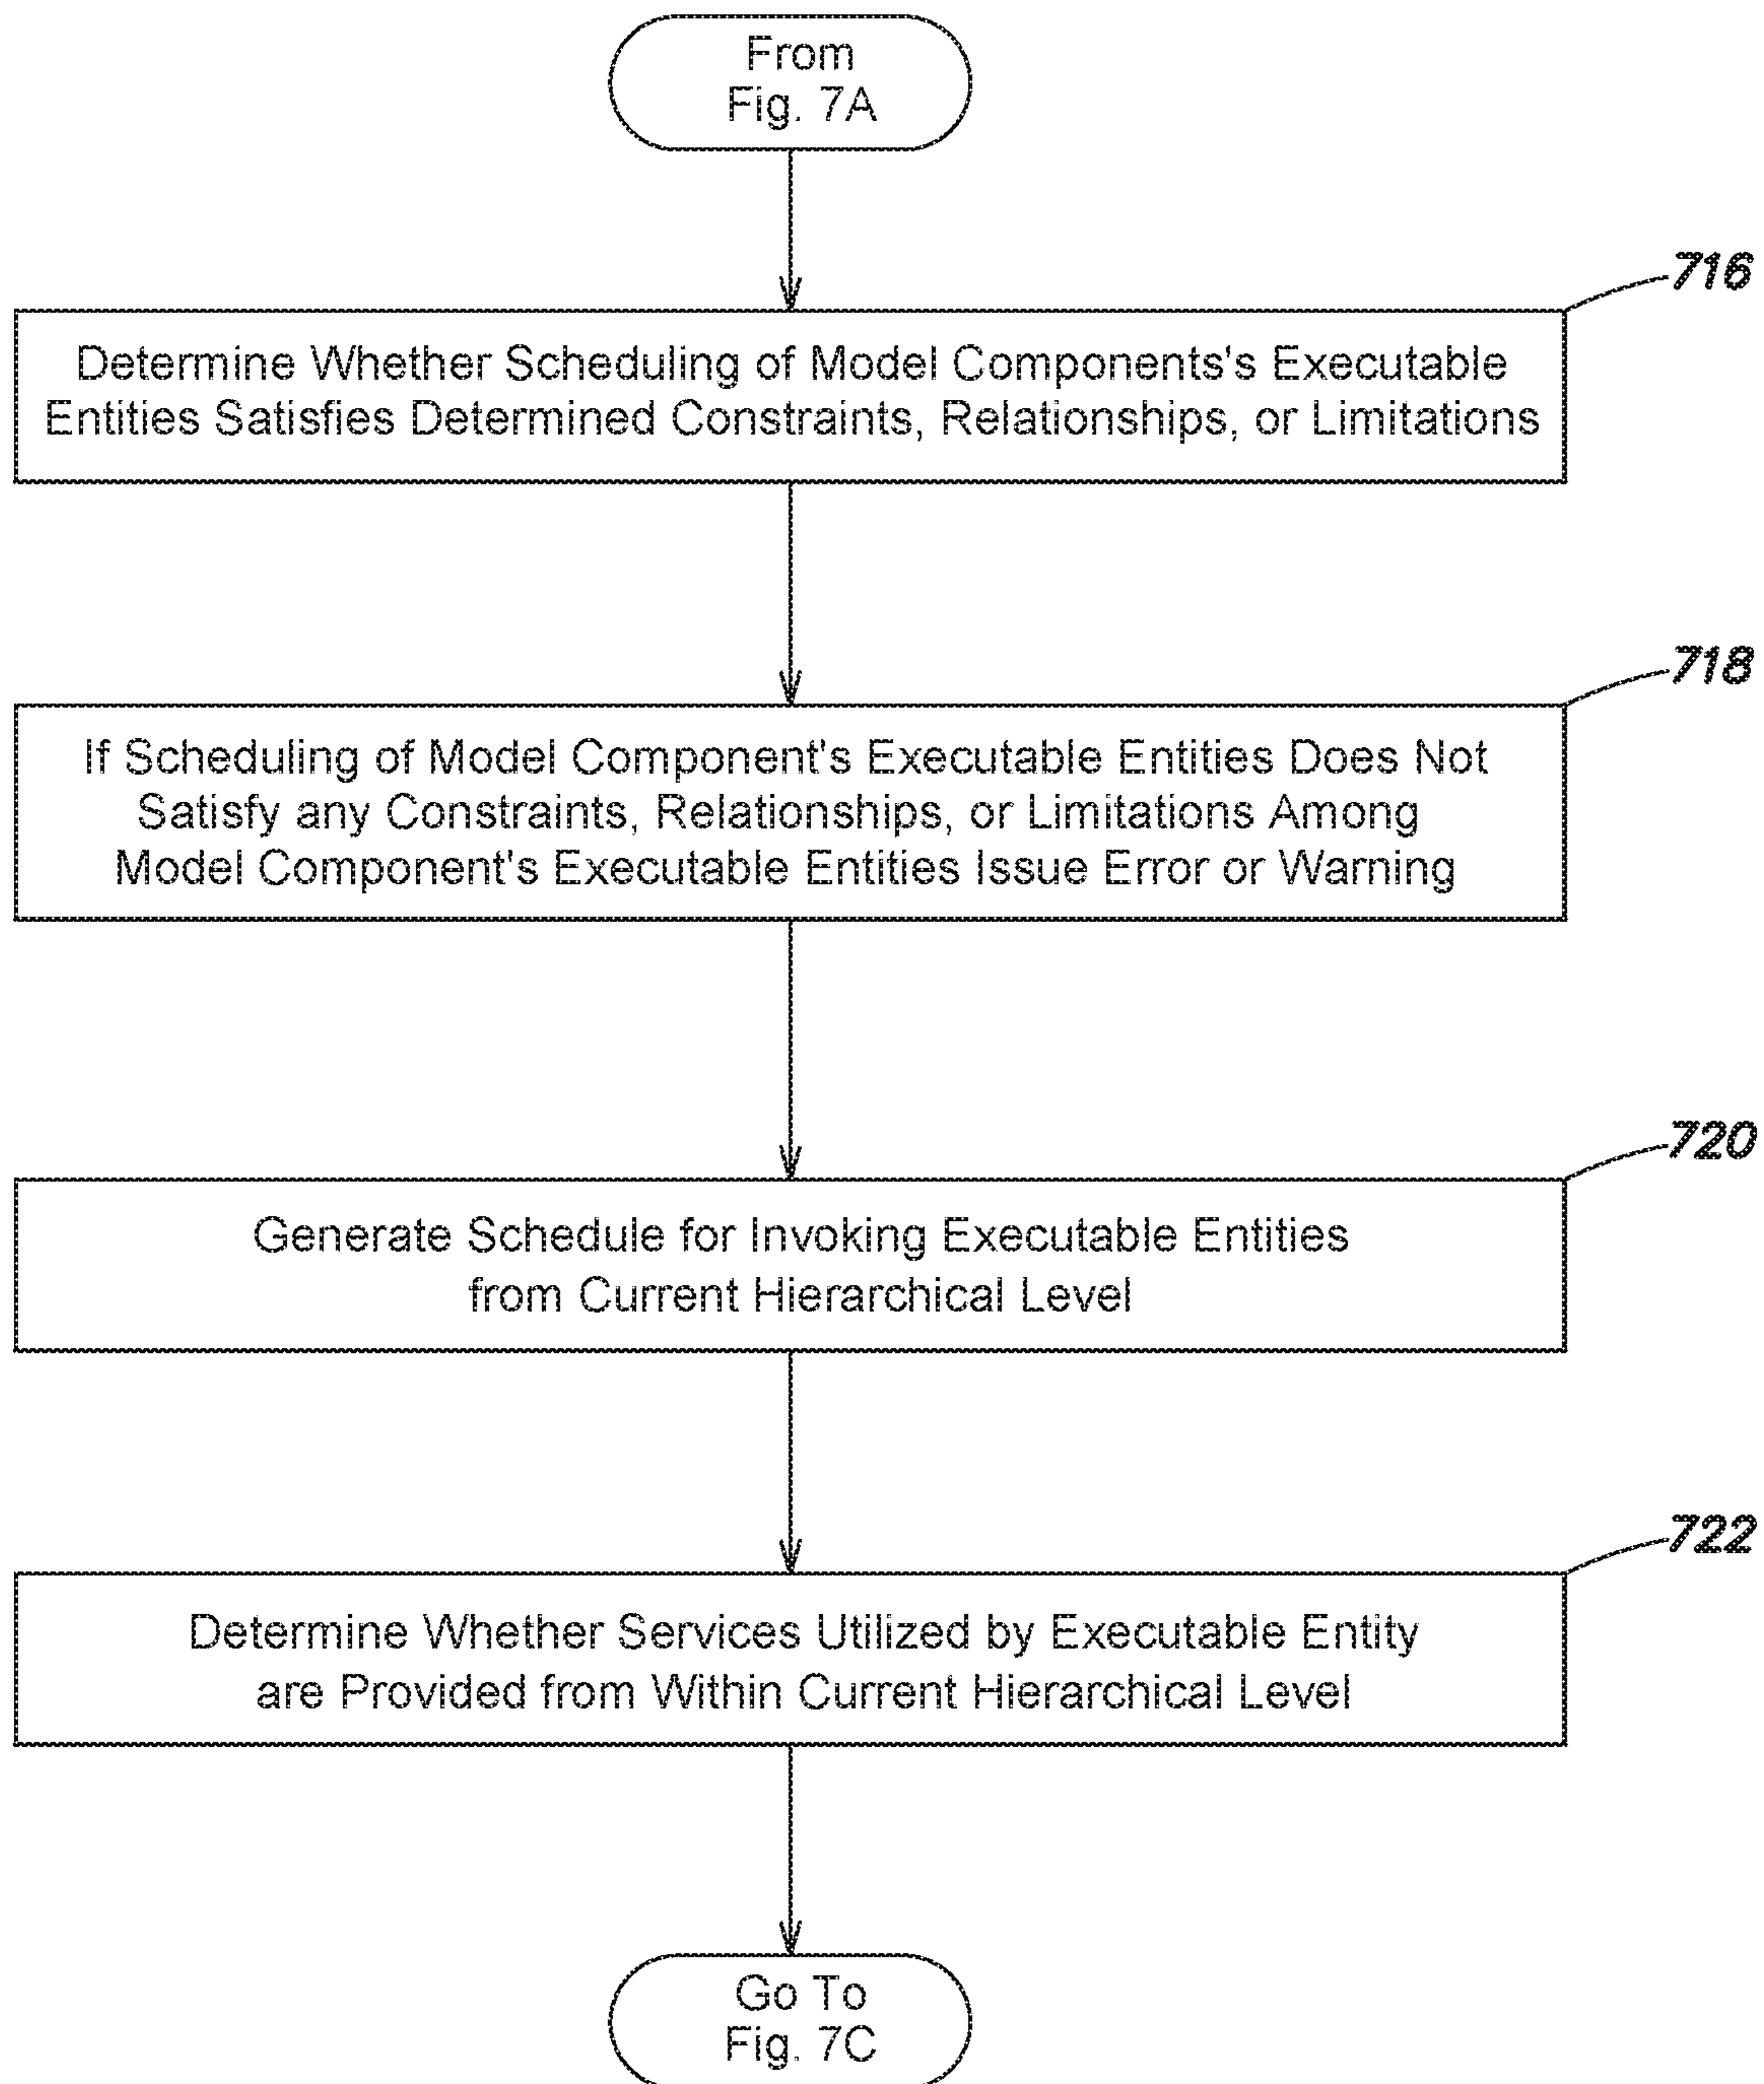 From
Fig. 7A
716
Determine Whether Scheduling of Model Components's Executable
Entities Satisfies Determined Constraints, Relationships, or Limitations
718
If Scheduling of Model Component's Executable Entities Does Not
Satisfy any Constraints, Relationships, or Limitations Among
Model Component's Executable Entities Issue Error or Warning
720
Generate Schedule for Invoking Executable Entities
from Current Hierarchical Level
722
Determine Whether Services Utilized by Executable Entity
are Provided from Within Current Hierarchical Level
Go To
Fig. 7C